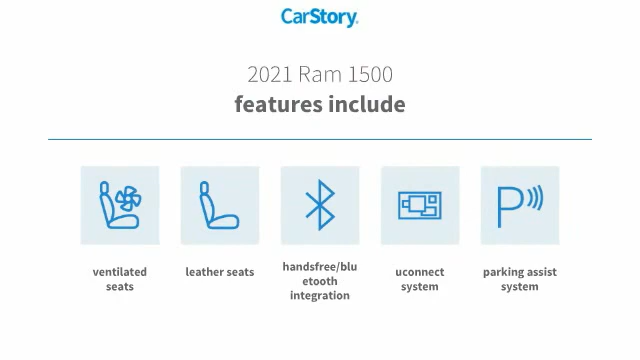 CarStory.
2021 Ram 1500
features include
ventilated
seats
leather seats
handsfree/blu
etooth
integration
uconnect
system
parking assist
system